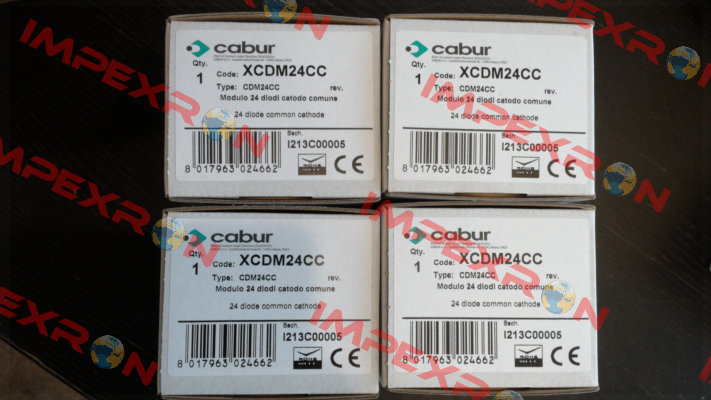 cabur
Qty.
1
Code: XCDM24CC
Type: CDM24CC rev.
Modulo 24 diodi catodo comune
24 diode common cathode
Bach.
I213C00005
8 017963 024662
CE
cabur
Qty.
1
Code: XCDM24CC
Type: CDM24CC rev.
Modulo 24 diodi catodo comune
24 diode common cathode
Bach.
I213C00005
8 017963 024662
CE
cabur
Qty.
1
Code: XCDM24CC
Type: CDM24CC rev.
Modulo 24 diodi catodo comune
24 diode common cathode
Bach.
I213C00005
8 017963 024662
CE
cabur
Qty.
1
Code: XCDM24CC
Type: CDM24CC rev.
Modulo 24 diodi catodo comune
24 diode common cathode
Bach.
I213C00005
8 017963 024662
CE
IMPEXRON
IMPEXRON
IMPEXRON
IMPEXRON
IMPEXRON
IMPEXRON